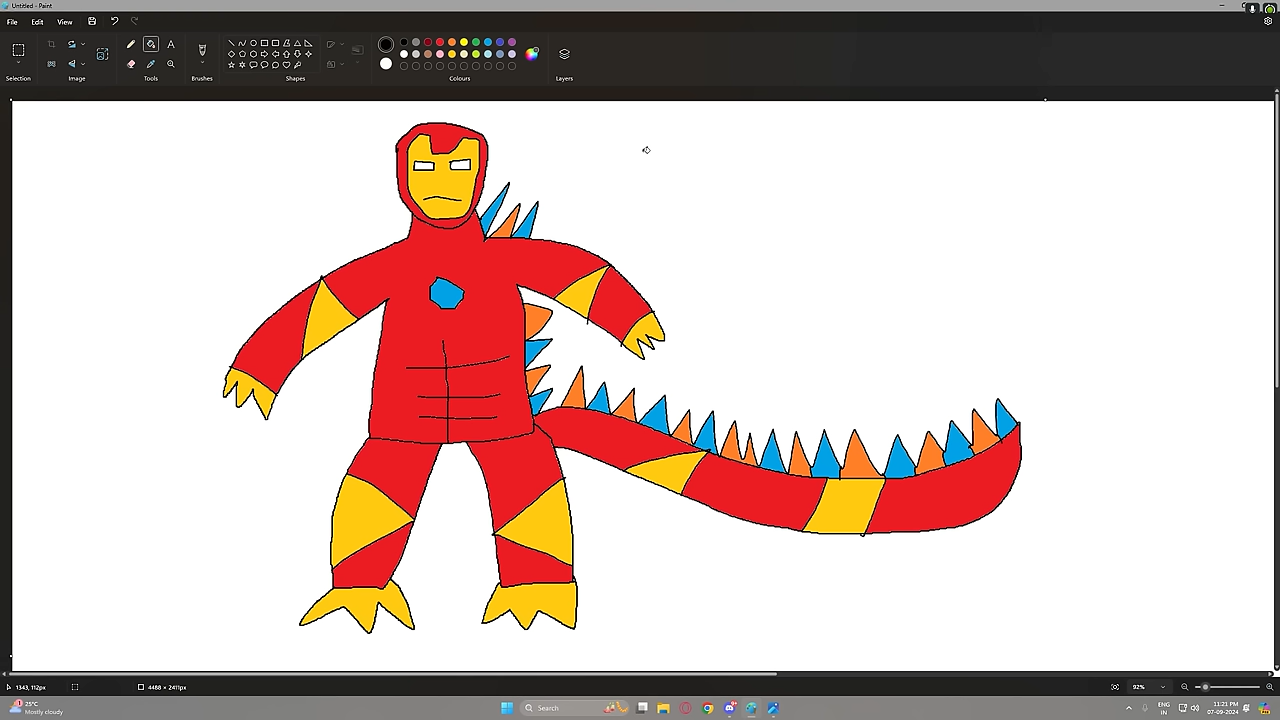 Untitled - Paint
File Edit View
Selection Image Tools Brushes Shapes Colours Layers
1343, 112px 4488 × 2411px 92%
25°C
Mostly cloudy
Search
ENG
IN
11:21 PM
07-09-2024